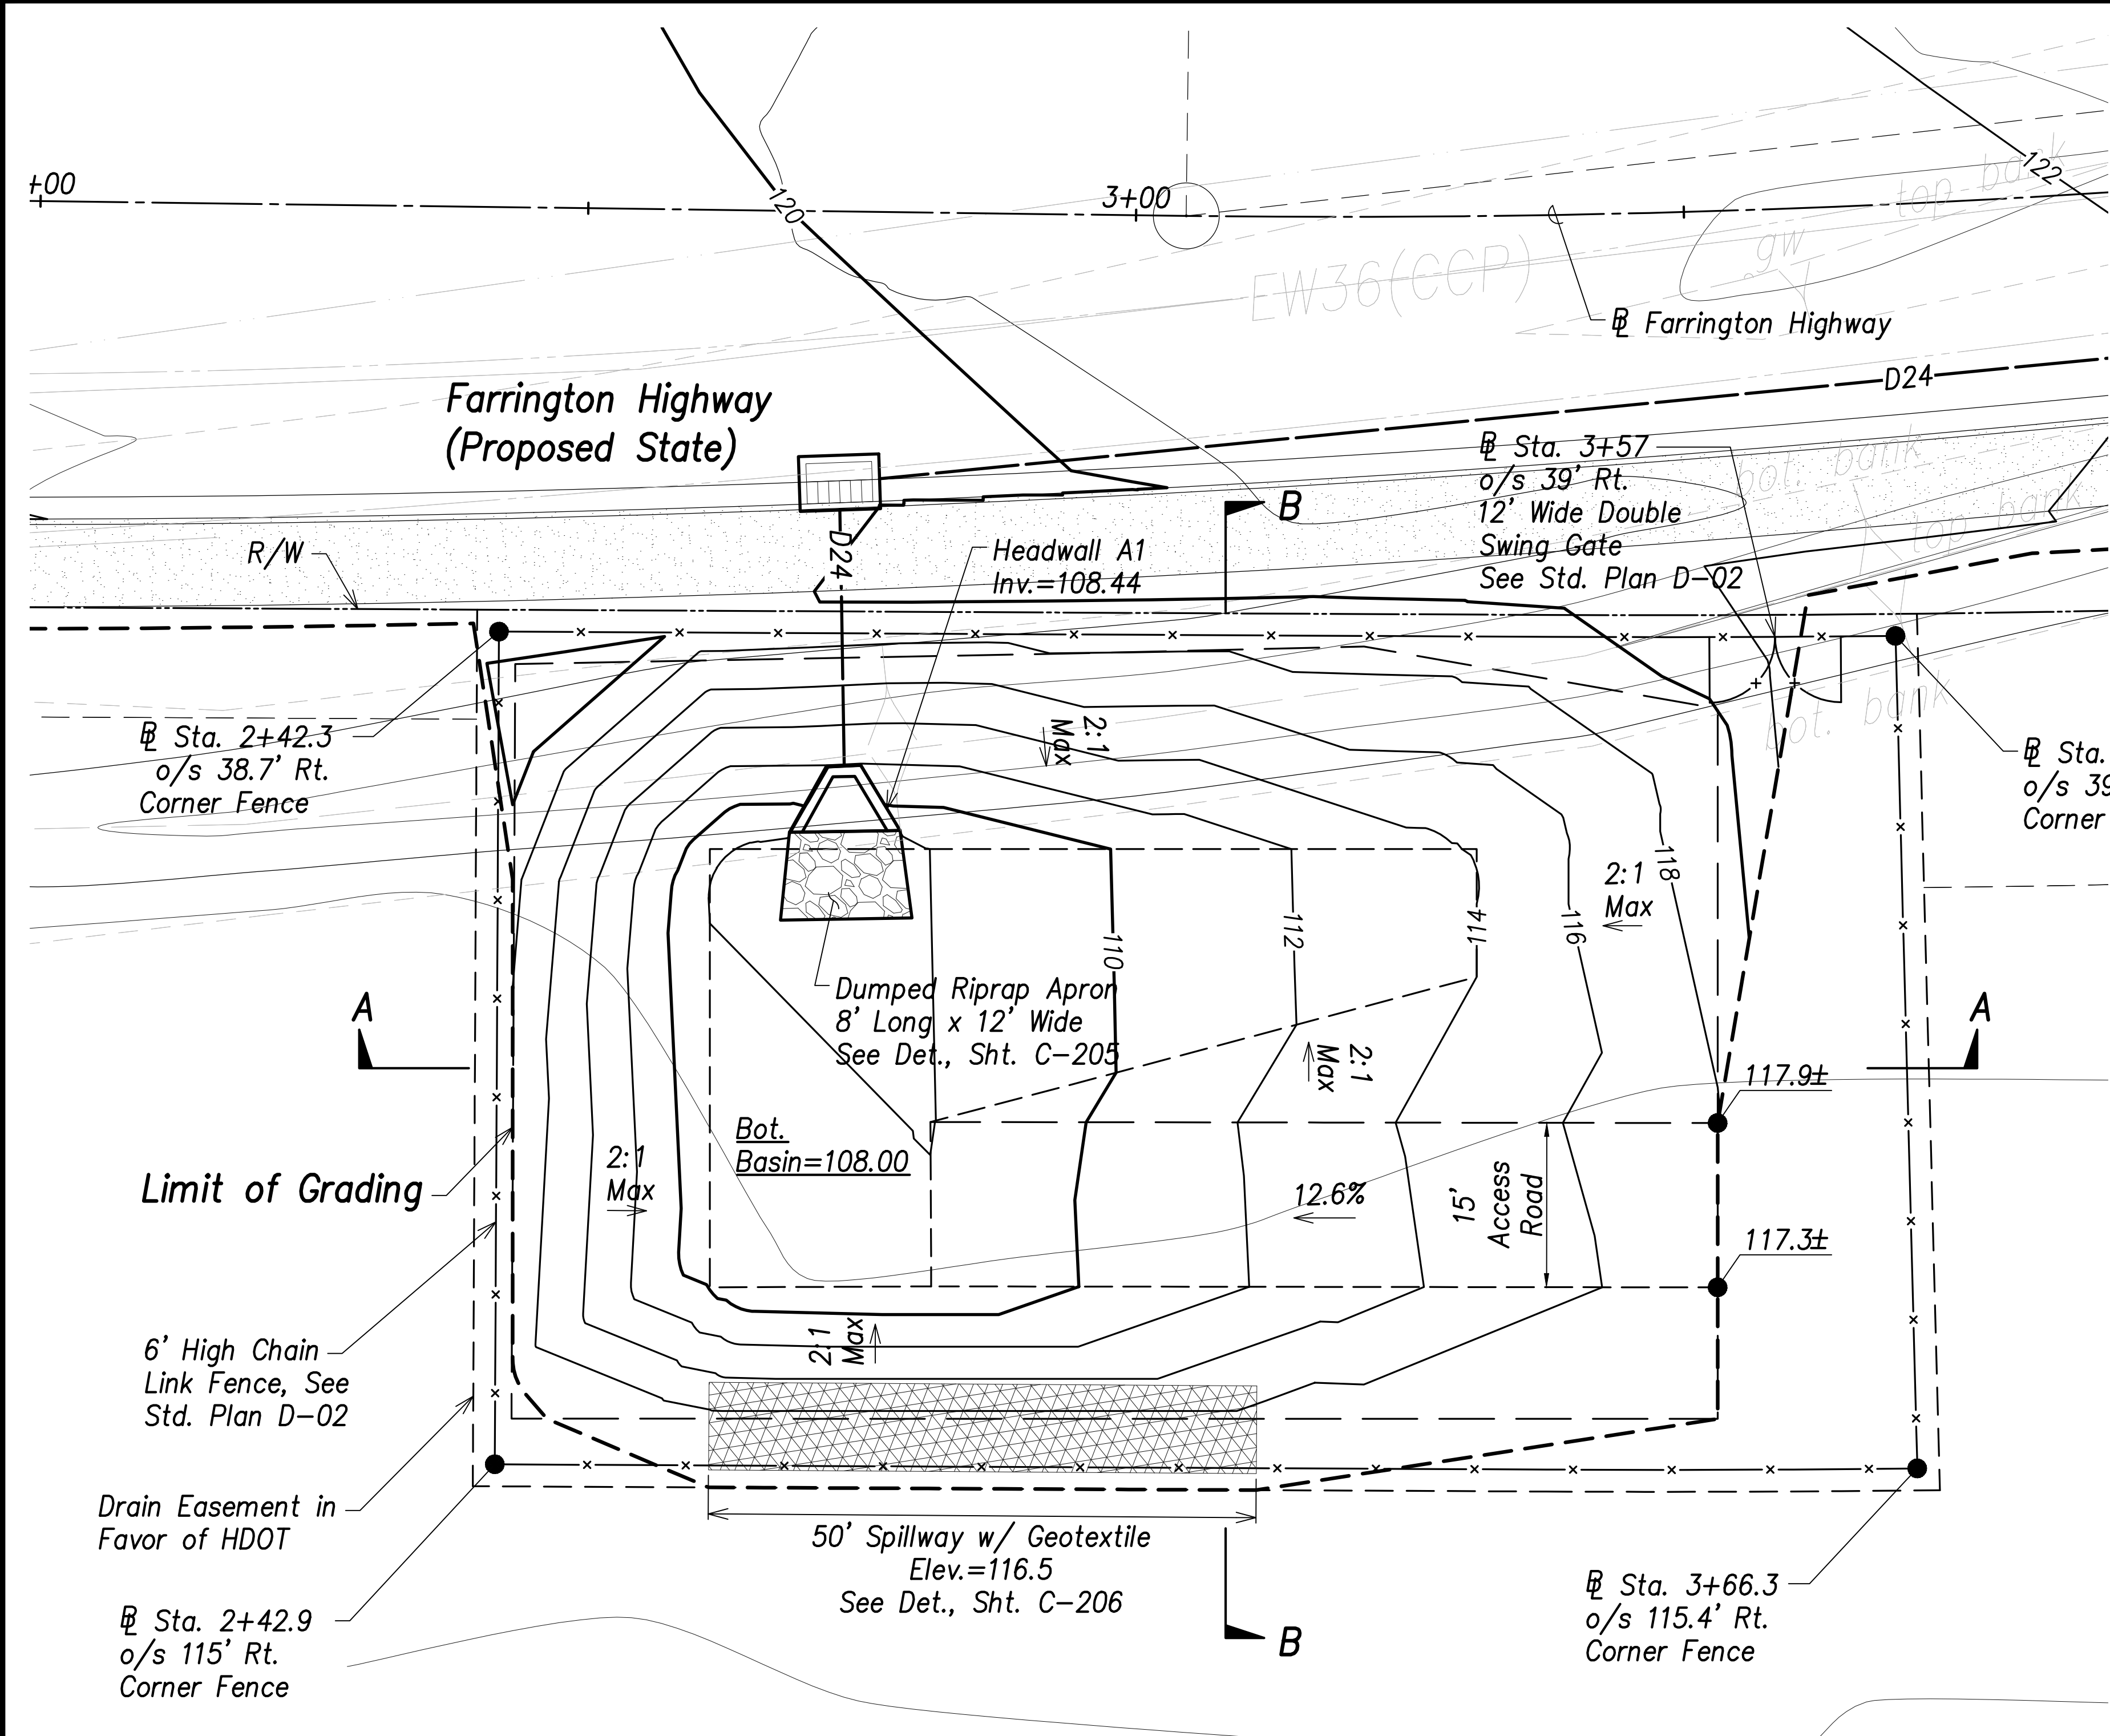 +00
3+00
120
122
top bank
gw
EW36(CCP)
℄ Farrington Highway
D24
Farrington Highway
(Proposed State)
℄ Sta. 3+57
o/s 39' Rt.
12' Wide Double
Swing Gate
See Std. Plan D-02
bot. bank
top bank
bot. bank
B
R/W
D24
Headwall A1
Inv.=108.44
℄ Sta. 2+42.3
o/s 38.7' Rt.
Corner Fence
2:1
Max
℄ Sta.
o/s 39
Corner
118
2:1
Max
110
112
114
116
Dumped Riprap Apron
8' Long x 12' Wide
See Det., Sht. C-205
A
A
2:1
Max
117.9±
Bot.
Basin=108.00
Limit of Grading
2:1
Max
12.6%
15'
Access
Road
117.3±
6' High Chain
Link Fence, See
Std. Plan D-02
2:1
Max
Drain Easement in
Favor of HDOT
50' Spillway w/ Geotextile
Elev.=116.5
See Det., Sht. C-206
℄ Sta. 2+42.9
o/s 115' Rt.
Corner Fence
B
℄ Sta. 3+66.3
o/s 115.4' Rt.
Corner Fence